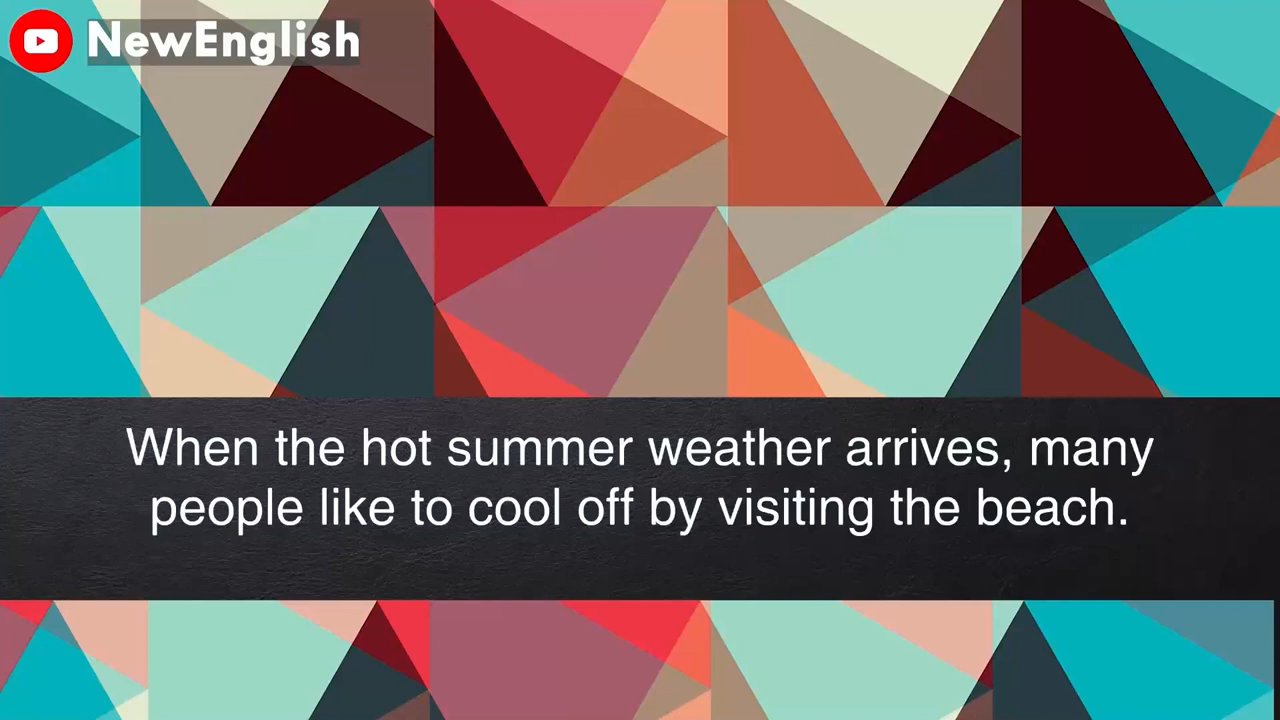 NewEnglish
When the hot summer weather arrives, many
people like to cool off by visiting the beach.